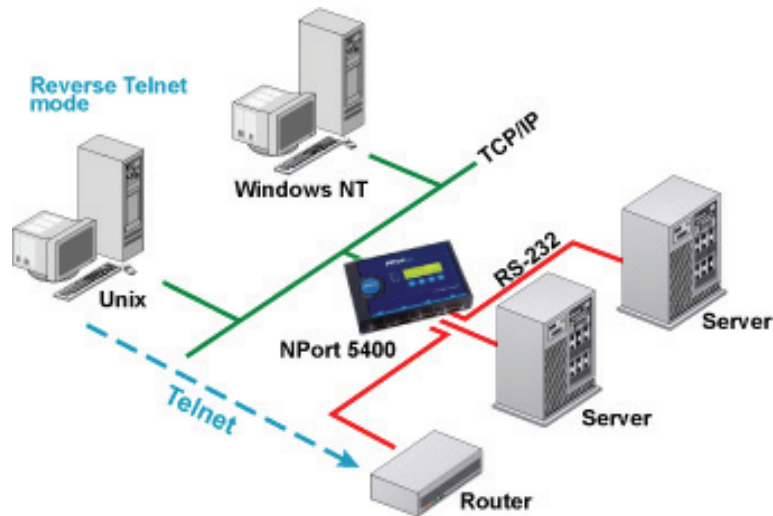 Reverse Telnet
mode
Windows NT
TCP/IP
Unix
RS-232
NPort 5400
Server
Server
Telnet
Router